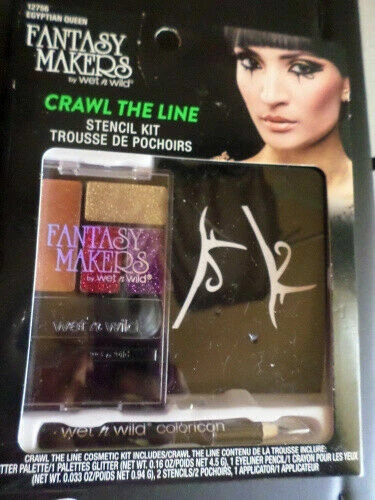 12756
EGYPTIAN QUEEN
FANTASY
MAKERS
by wet n wild®
CRAWL THE LINE
STENCIL KIT
TROUSSE DE POCHOIRS
FANTASY
MAKERS
by wet n wild®
wet n wild
wet n wild
wet n wild coloricon
CRAWL THE LINE COSMETIC KIT INCLUDES/CRAWL THE LINE CONTENU DE LA TROUSSE INCLURE:
TTER PALETTE/1 PALETTES GLITTER (NET WT. 0.16 OZ/POIDS NET 4.5 G), 1 EYELINER PENCIL/1 CRAYON POUR LES YEUX
(NET WT. 0.033 OZ/POIDS NET 0.94 G), 2 STENCILS/2 POCHOIRS, 1 APPLICATOR/1 APPLICATEUR